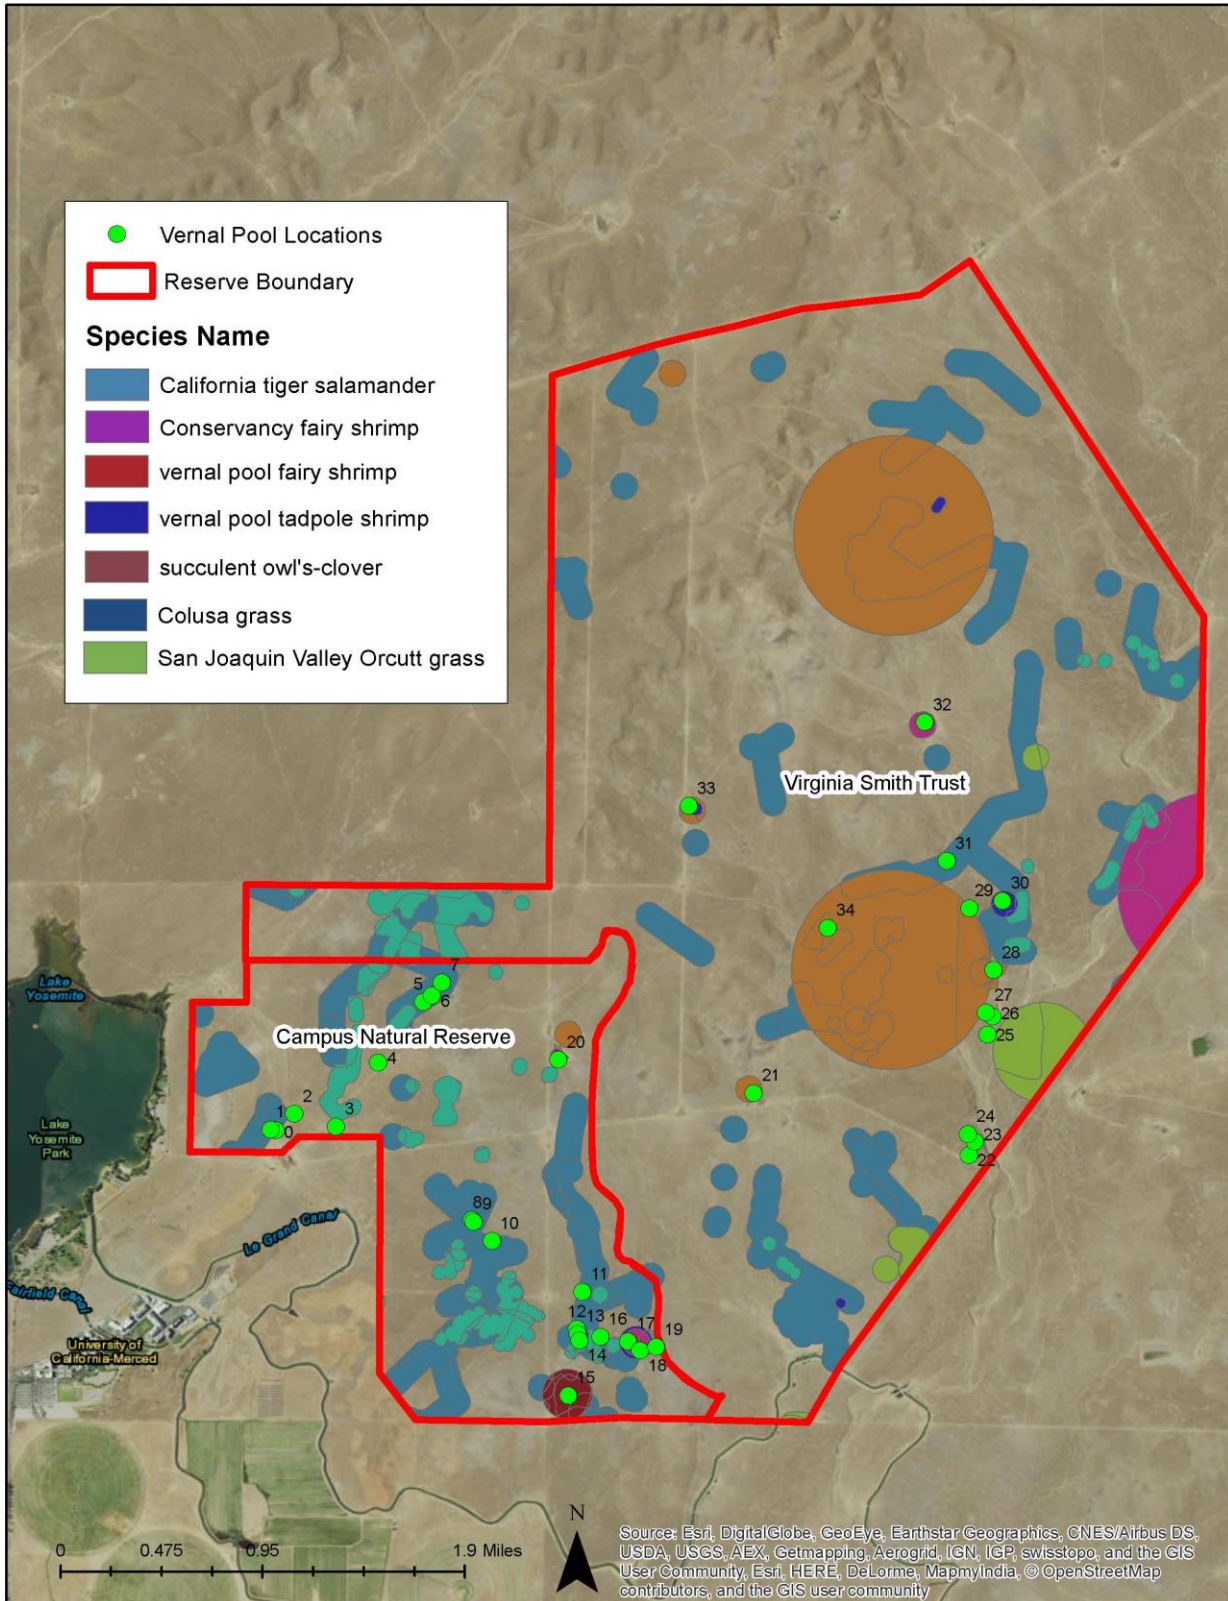 Vernal Pool Locations
Reserve Boundary
Species Name
California tiger salamander
Conservancy fairy shrimp
vernal pool fairy shrimp
vernal pool tadpole shrimp
succulent owl's-clover
Colusa grass
San Joaquin Valley Orcutt grass
32
Virginia Smith Trust
33
31
30
29
34
28
7
5
6
Lake
Yosemite
27
26
25
Campus Natural Reserve
20
4
21
Lake
Yosemite
Park
2
1
0
3
24
23
22
89
10
Le Grand Canal
Fairfield Canal
11
12
13
16
17
19
14
18
University of
California-Merced
15
N
0
0.475
0.95
1.9 Miles
Source: Esri, DigitalGlobe, GeoEye, Earthstar Geographics, CNES/Airbus DS,
USDA, USGS, AEX, Getmapping, Aerogrid, IGN, IGP, swisstopo, and the GIS
User Community, Esri, HERE, DeLorme, MapmyIndia, © OpenStreetMap
contributors, and the GIS user community